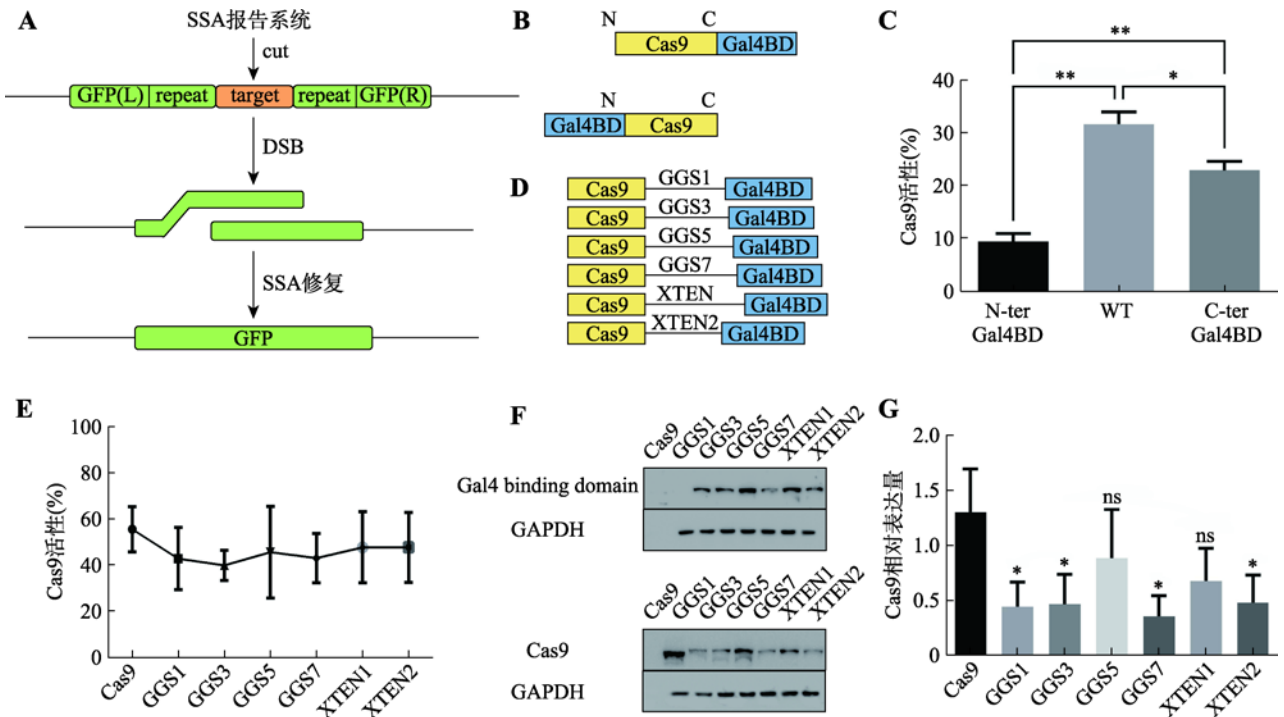 A
SSA报告系统
cut
GFP(L) repeat target repeat GFP(R)
DSB
SSA修复
GFP
B
N C
Cas9 Gal4BD
N C
Gal4BD Cas9
C
Cas9活性(%)
40
30
20
10
0
** 
** *
N-ter Gal4BD
WT
C-ter Gal4BD
D
Cas9 GGS1 Gal4BD
Cas9 GGS3 Gal4BD
Cas9 GGS5 Gal4BD
Cas9 GGS7 Gal4BD
Cas9 XTEN Gal4BD
Cas9 XTEN2 Gal4BD
E
Cas9活性(%)
100
80
60
40
20
0
Cas9 GGS1 GGS3 GGS5 GGS7 XTEN1 XTEN2
F
Cas9 GGS1 GGS3 GGS5 GGS7 XTEN1 XTEN2
Gal4 binding domain
GAPDH
Cas9 GGS1 GGS3 GGS5 GGS7 XTEN1 XTEN2
Cas9
GAPDH
G
Cas9相对表达量
2.0
1.5
1.0
0.5
0
* * ns * ns *
Cas9 GGS1 GGS3 GGS5 GGS7 XTEN1 XTEN2